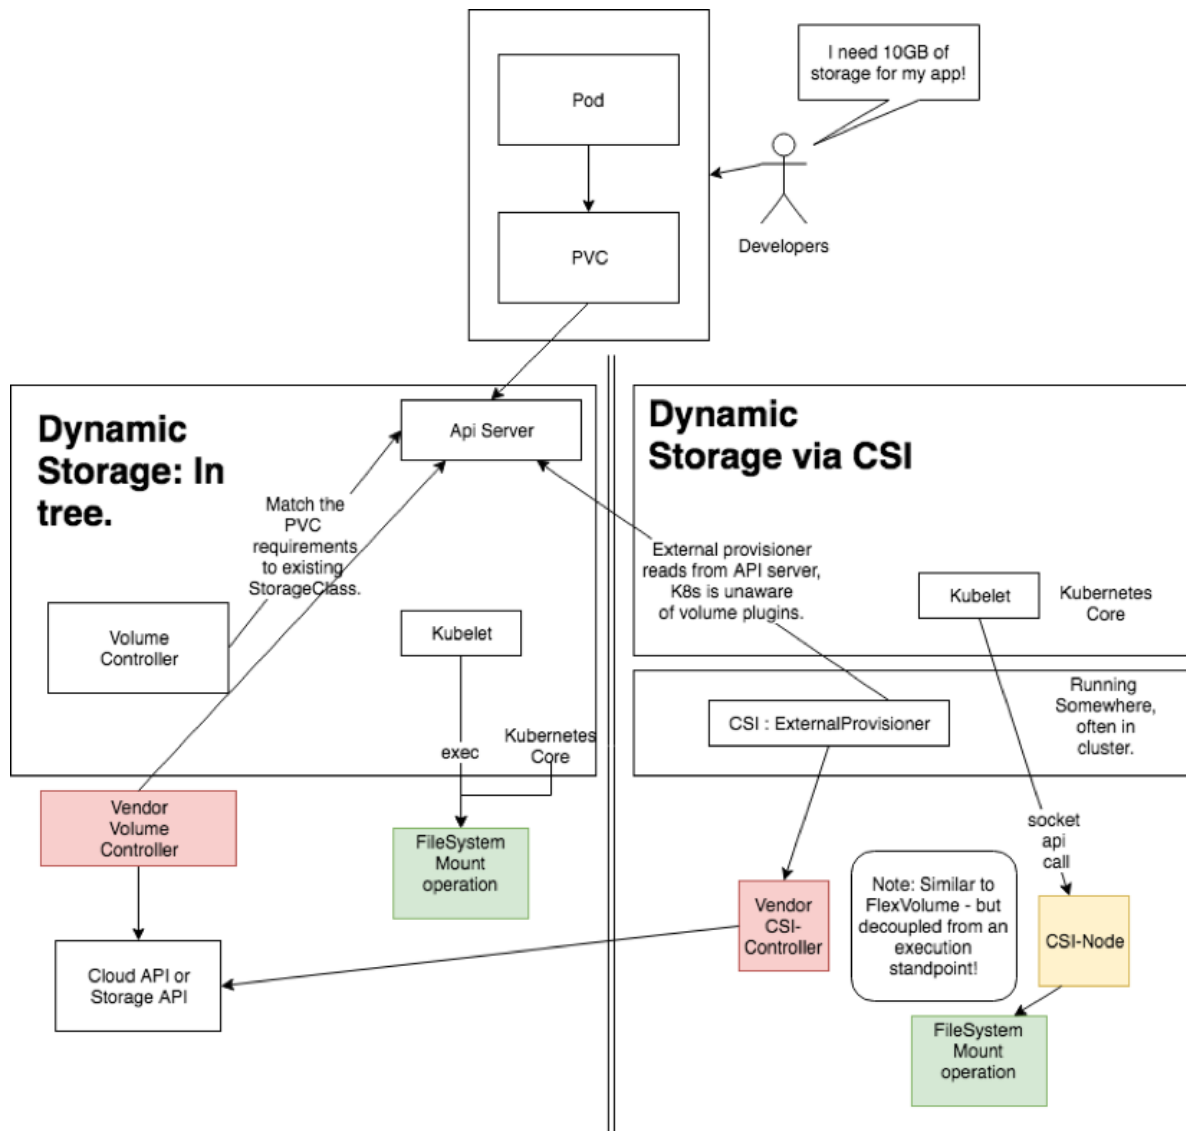 I need 10GB of
storage for my app!
Pod
PVC
Developers
Dynamic
Storage: In
tree.
Api Server
Match the
PVC
requirements
to existing
StorageClass.
Volume
Controller
Kubelet
exec
Kubernetes
Core
Vendor
Volume
Controller
FileSystem
Mount
operation
Cloud API or
Storage API
Dynamic
Storage via CSI
External provisioner
reads from API server,
K8s is unaware
of volume plugins.
Kubelet
Kubernetes
Core
Running
Somewhere,
often in
cluster.
CSI : ExternalProvisioner
socket
api
call
Vendor
CSI-
Controller
Note: Similar to
FlexVolume - but
decoupled from an
execution
standpoint!
CSI-Node
FileSystem
Mount
operation